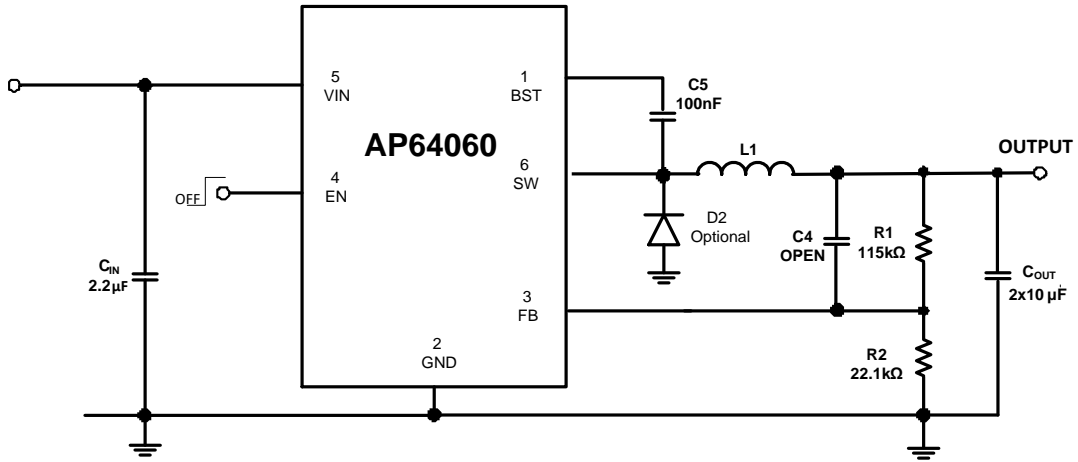 5
VIN
1
BST
C5
100nF
AP64060
L1
OUTPUT
6
SW
4
EN
OFF
D2
Optional
C4
OPEN
R1
115kΩ
CIN
2.2µF
COUT
2x10 µF
3
FB
2
GND
R2
22.1kΩ